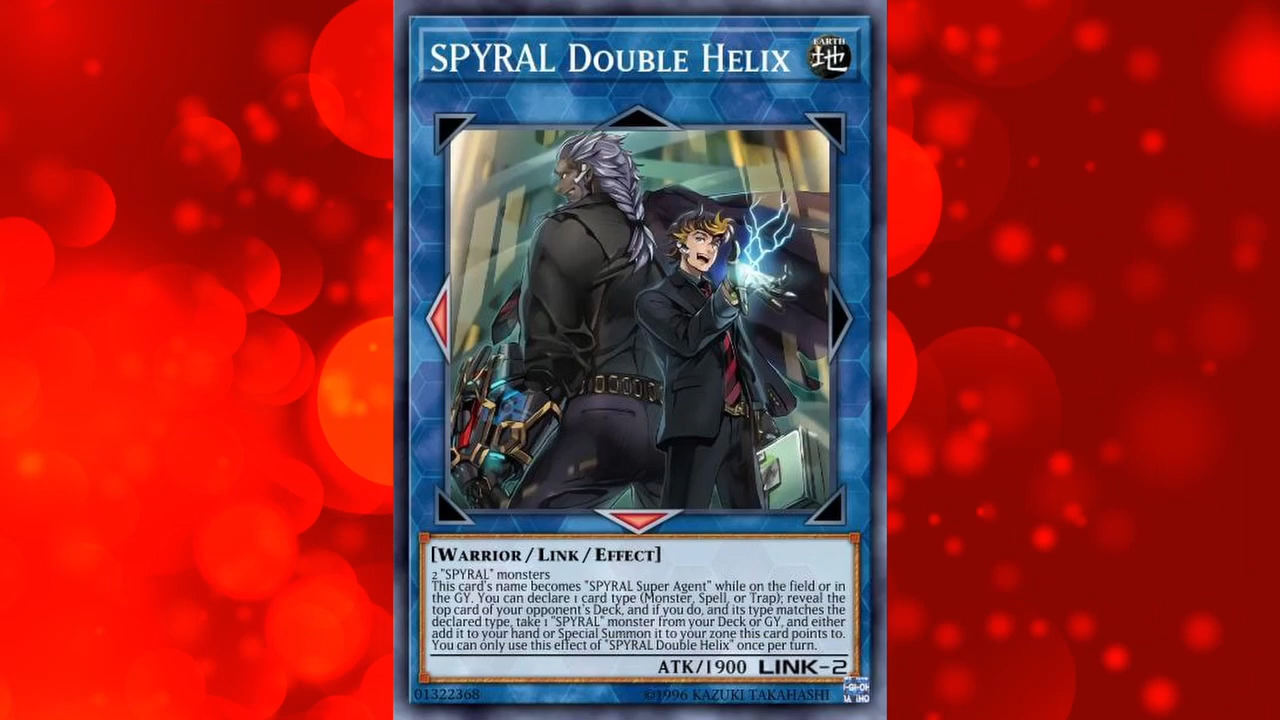 SPYRAL DOUBLE HELIX
EARTH
地
[WARRIOR / LINK / EFFECT]
2 "SPYRAL" monsters
This card's name becomes "SPYRAL Super Agent" while on the field or in
the GY. You can declare 1 card type (Monster, Spell, or Trap); reveal the
top card of your opponent's Deck, and if you do, and its type matches the
declared type, take 1 "SPYRAL" monster from your Deck or GY, and either
add it to your hand or Special Summon it to your zone this card points to.
You can only use this effect of "SPYRAL Double Helix" once per turn.
ATK/1900 LINK-2
01322368 ©1996 KAZUKI TAKAHASHI